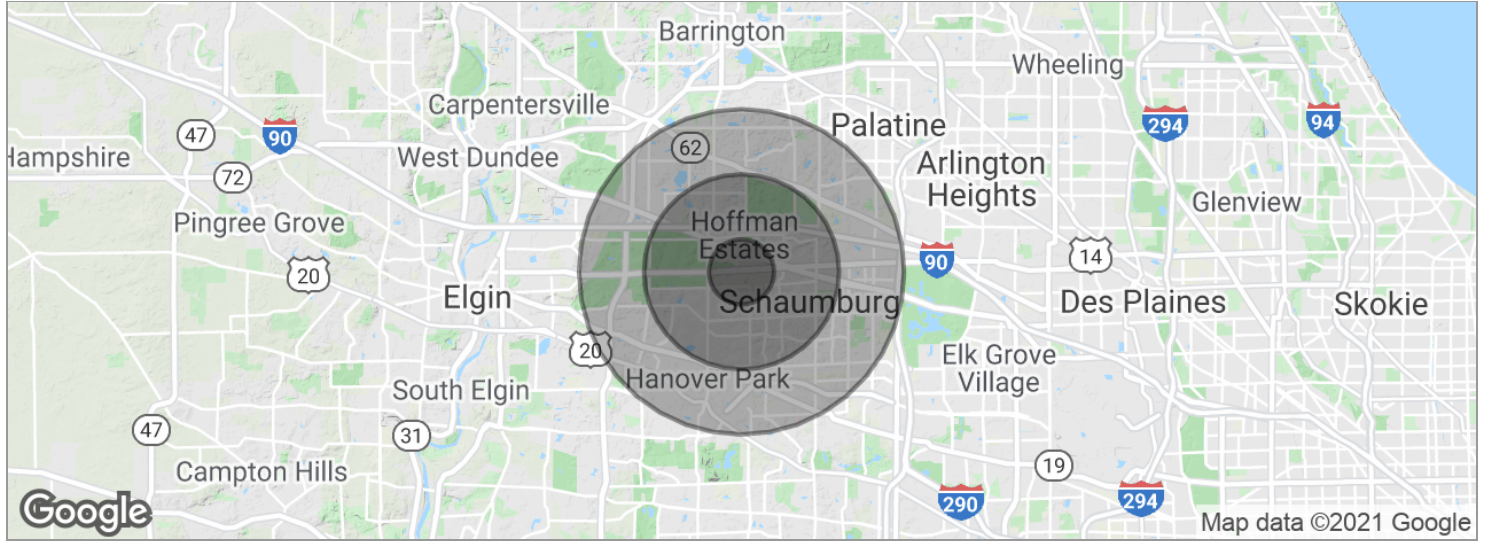 Barrington
Wheeling
Carpentersville
47
90
Palatine
294
94
Hampshire
West Dundee
62
72
Arlington
Heights
Pingree Grove
Hoffman
Estates
Glenview
20
90
14
Elgin
Schaumburg
Des Plaines
Skokie
20
Hanover Park
Elk Grove
Village
South Elgin
47
31
Campton Hills
19
290
294
Google
Map data ©2021 Google